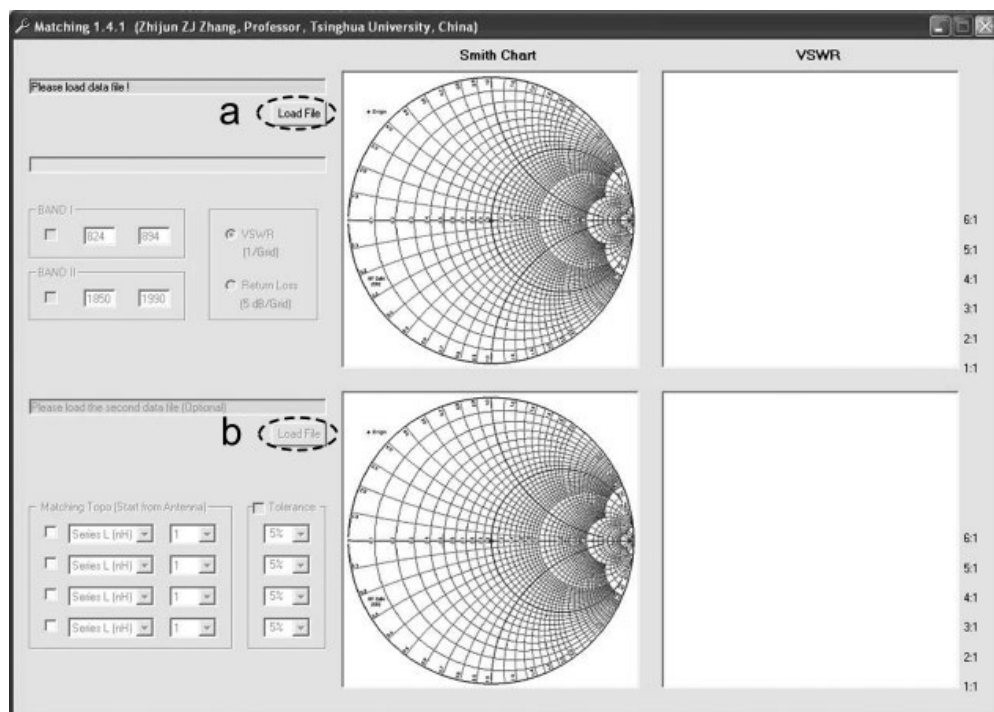 Matching 1.4.1 (Zhijun ZJ Zhang, Professor, Tsinghua University, China)
Smith Chart
VSWR
Please load data file !
a
Load File
BAND I
824 894
BAND II
1850 1990
VSWR
(1/Grid)
Return Loss
(5 dB/Grid)
Origin
6:1
5:1
4:1
3:1
2:1
1:1
Please load the second data file (Optional)
b
Load File
Matching Topo (Start from Antenna)
Tolerance
Series L (nH) 1 5%
Series L (nH) 1 5%
Series L (nH) 1 5%
Series L (nH) 1 5%
Origin
6:1
5:1
4:1
3:1
2:1
1:1